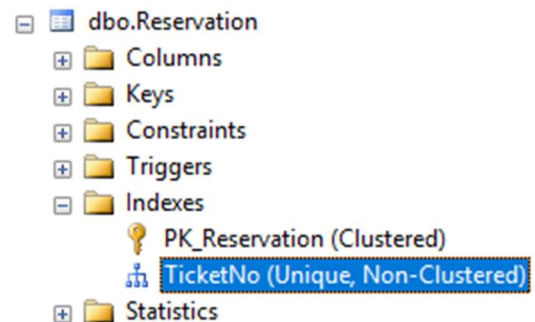 dbo.Reservation
Columns
Keys
Constraints
Triggers
Indexes
PK_Reservation (Clustered)
TicketNo (Unique, Non-Clustered)
Statistics